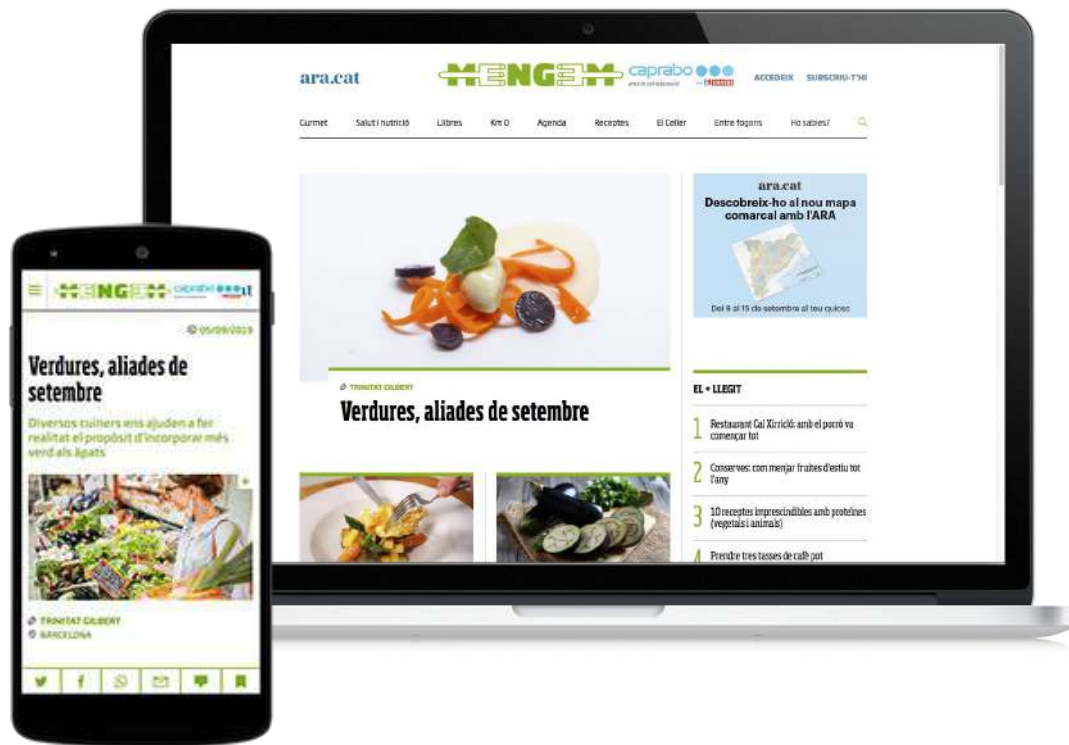 ara.cat
MENGEM
caprabo
ACCEDEIX
SUBSCRIU-T'HI
Gurmet
Salut i nutrició
Llibres
Km 0
Agenda
Receptes
El Celler
Entre fogons
Ho sabies?
TRINITAT GILBERT
Verdures, aliades de setembre
ara.cat
Descobreix-ho al nou mapa
comarcal amb l'ARA
Del 9 al 15 de setembre al teu quiosc
EL + LLEGIT
1 Restaurant Cal Xirricló: amb el porró va
començar tot
2 Conserves: com menjar fruites d'estiu tot
l'any
3 10 receptes imprescindibles amb proteïnes
(vegetals i animals)
4 Prendre tres tasses de cafè pot
MENGEM
caprabo
05/09/2019
Verdures, aliades de
setembre
Diversos cuiners ens ajuden a fer
realitat el propòsit d'incorporar més
verd als àpats
TRINITAT GILBERT
BARCELONA